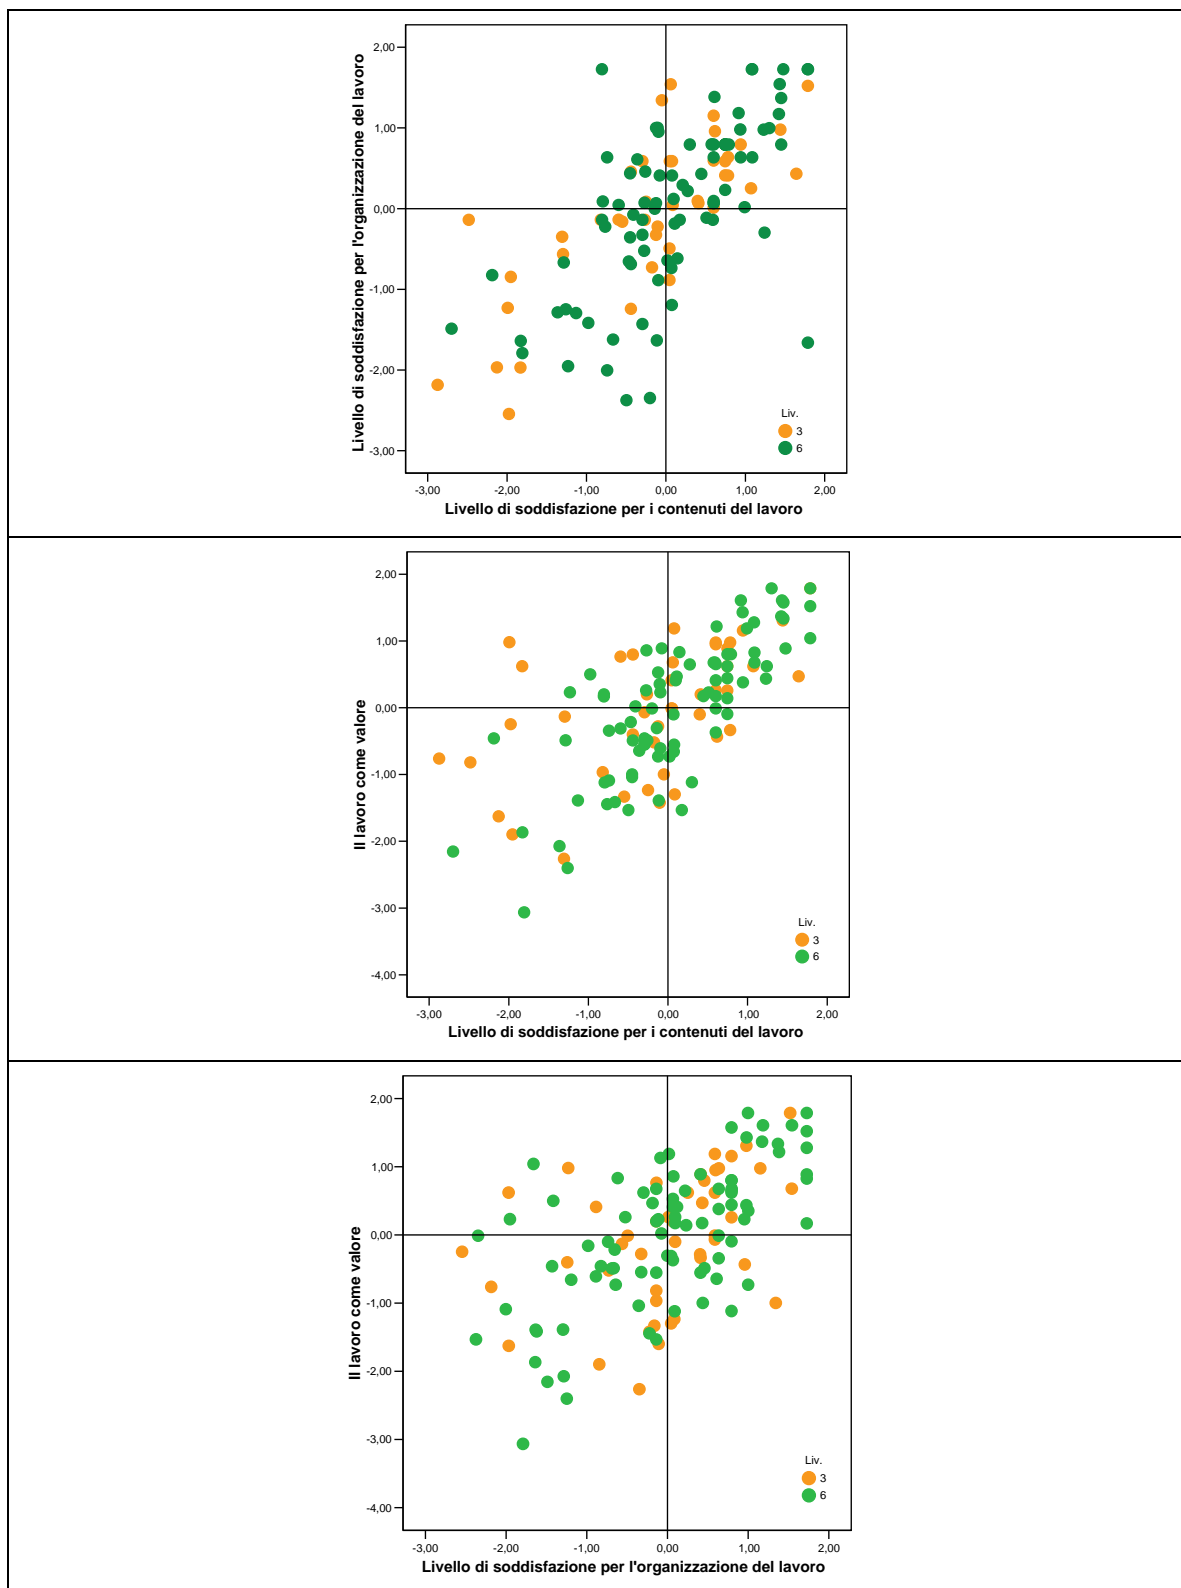 2,00
1,00
0,00
-1,00
-2,00
-3,00
Livello di soddisfazione per l'organizzazione del lavoro
Liv.
3
6
-3,00 -2,00 -1,00 0,00 1,00 2,00
Livello di soddisfazione per i contenuti del lavoro
2,00
1,00
0,00
-1,00
-2,00
-3,00
-4,00
Il lavoro come valore
Liv.
3
6
-3,00 -2,00 -1,00 0,00 1,00 2,00
Livello di soddisfazione per i contenuti del lavoro
2,00
1,00
0,00
-1,00
-2,00
-3,00
-4,00
Il lavoro come valore
Liv.
3
6
-3,00 -2,00 -1,00 0,00 1,00 2,00
Livello di soddisfazione per l'organizzazione del lavoro